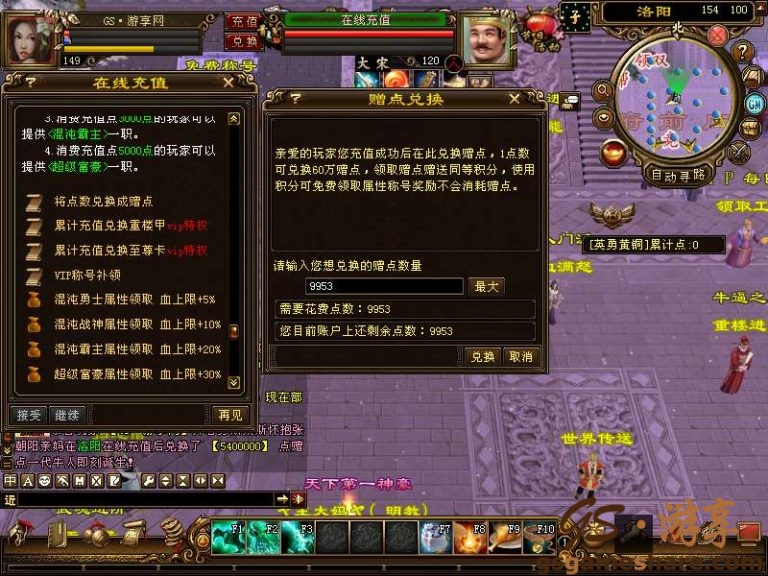 GS·游享网
充值
兑换
149
在线充值
大宋
120
洛阳
154 100
北
GM
自动寻路
免费称号
在线充值
3.消费充值点3000点的玩家可以
提供<混沌霸主>一职。
4.消费充值点5000点的玩家可以
提供<超级富豪>一职。
将点数兑换成赠点
累计充值兑换重楼甲vip特权
累计充值兑换至尊卡vip特权
VIP称号补领
混沌勇士属性领取 血上限+5%
混沌战神属性领取 血上限+10%
混沌霸主属性领取 血上限+20%
超级富豪属性领取 血上限+30%
接受
继续
再见
赠点兑换
亲爱的玩家您充值成功后在此兑换赠点，1点数
可兑换60万赠点，领取赠点赠送同等积分，使用
积分可免费领取属性称号奖励不会消耗赠点。
请输入您想兑换的赠点数量
9953
最大
需要花费点数：9953
您目前账户上还剩余点数：9953
兑换
取消
[英勇黄铜]累计点:0
领取工
牛逼之
重楼进
世界传送
朝阳亲妈在洛阳在线充值后兑换了 【5400000】 点赠
点一代牛人即刻诞生!
近
天下第一神豪
F1
F2
F3
F7
F8
F9
F10
GS·游享
gsgameshare.com